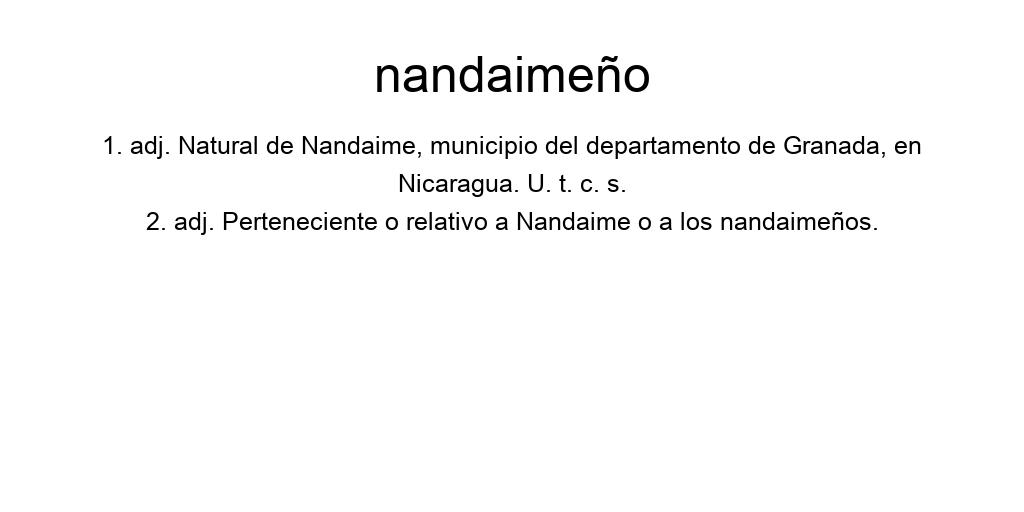 nandaimeño
1. adj. Natural de Nandaime, municipio del departamento de Granada, en
Nicaragua. U. t. c. s.
2. adj. Perteneciente o relativo a Nandaime o a los nandaimeños.